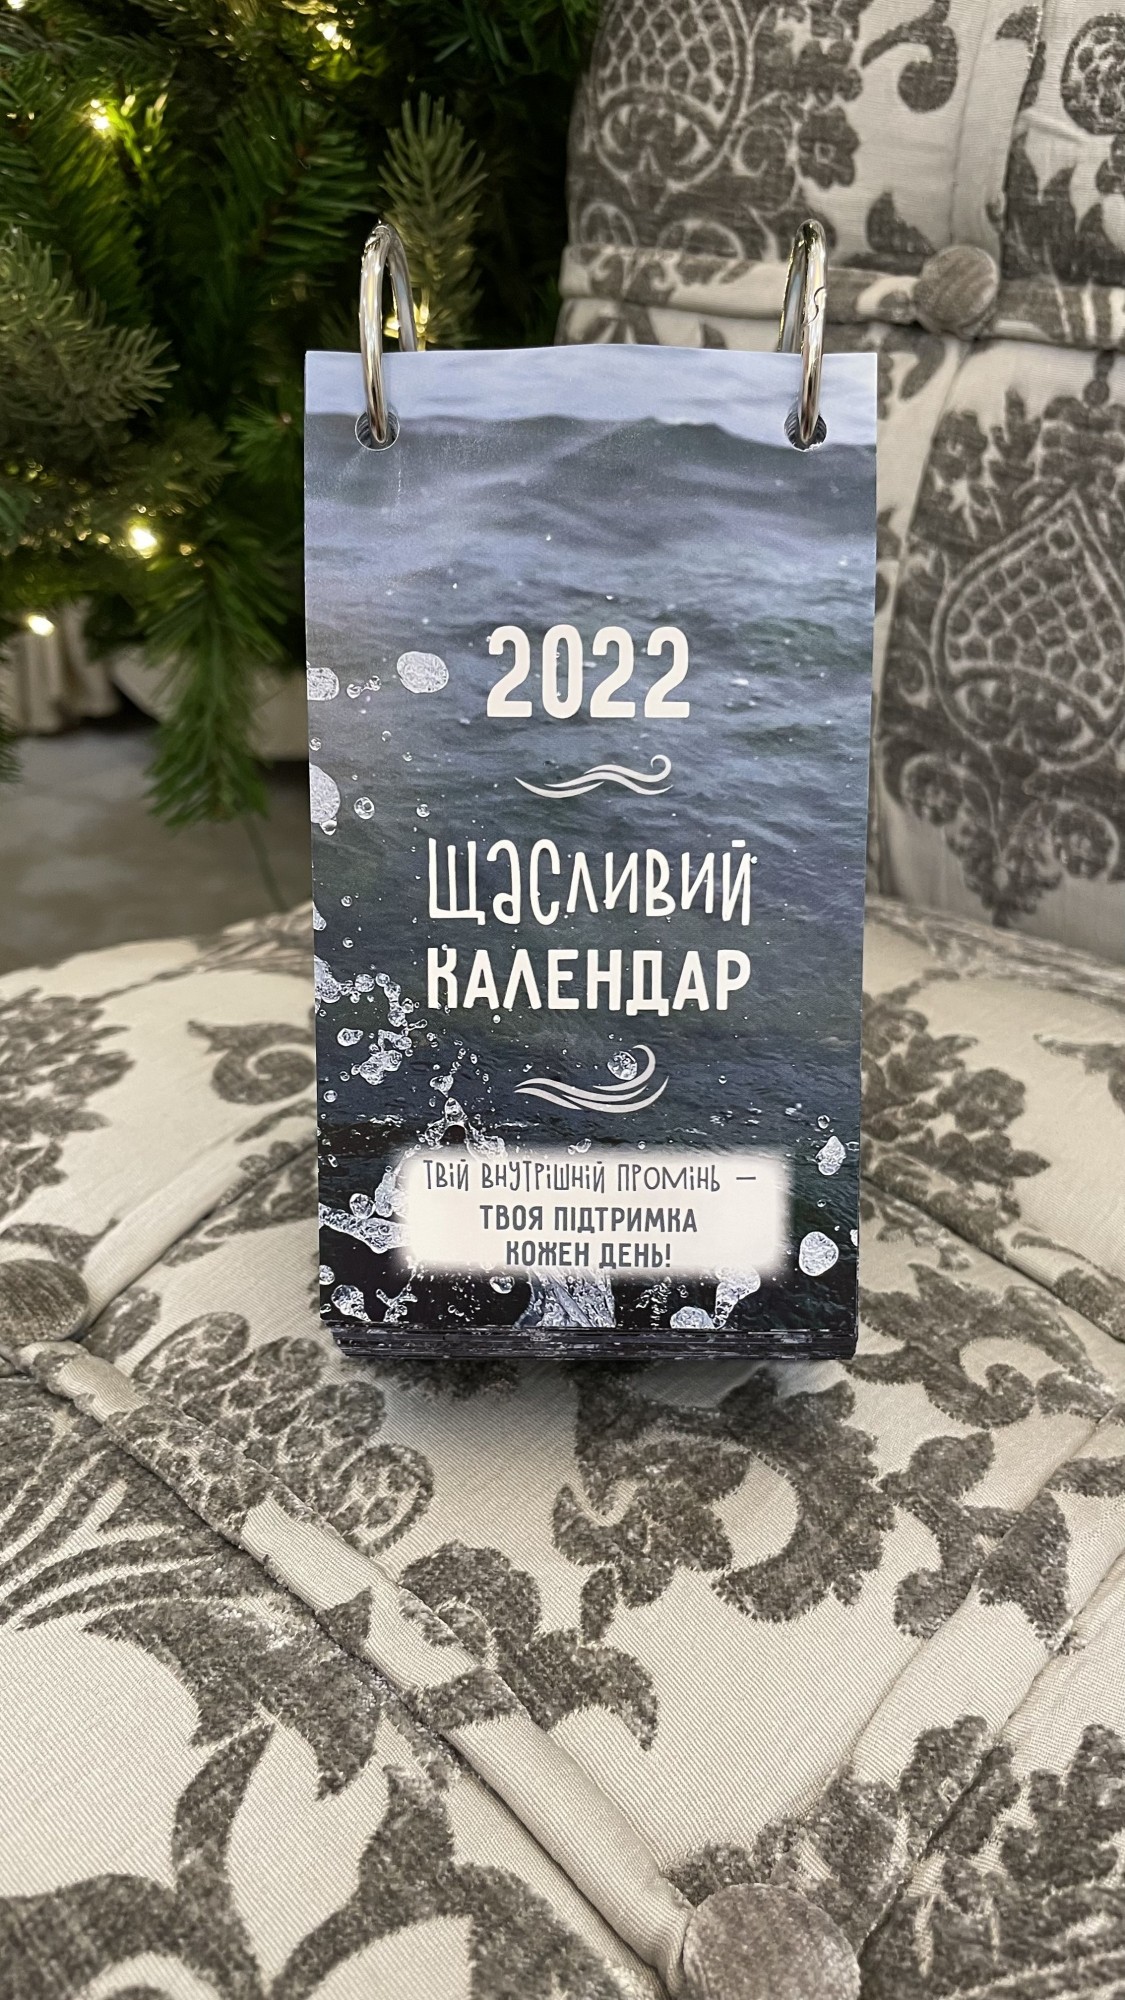 2022
ЩАСЛИВИЙ
КАЛЕНДАР
ТВІЙ ВНУТРІШНІЙ ПРОМІНЬ –
ТВОЯ ПІДТРИМКА
КОЖЕН ДЕНЬ!